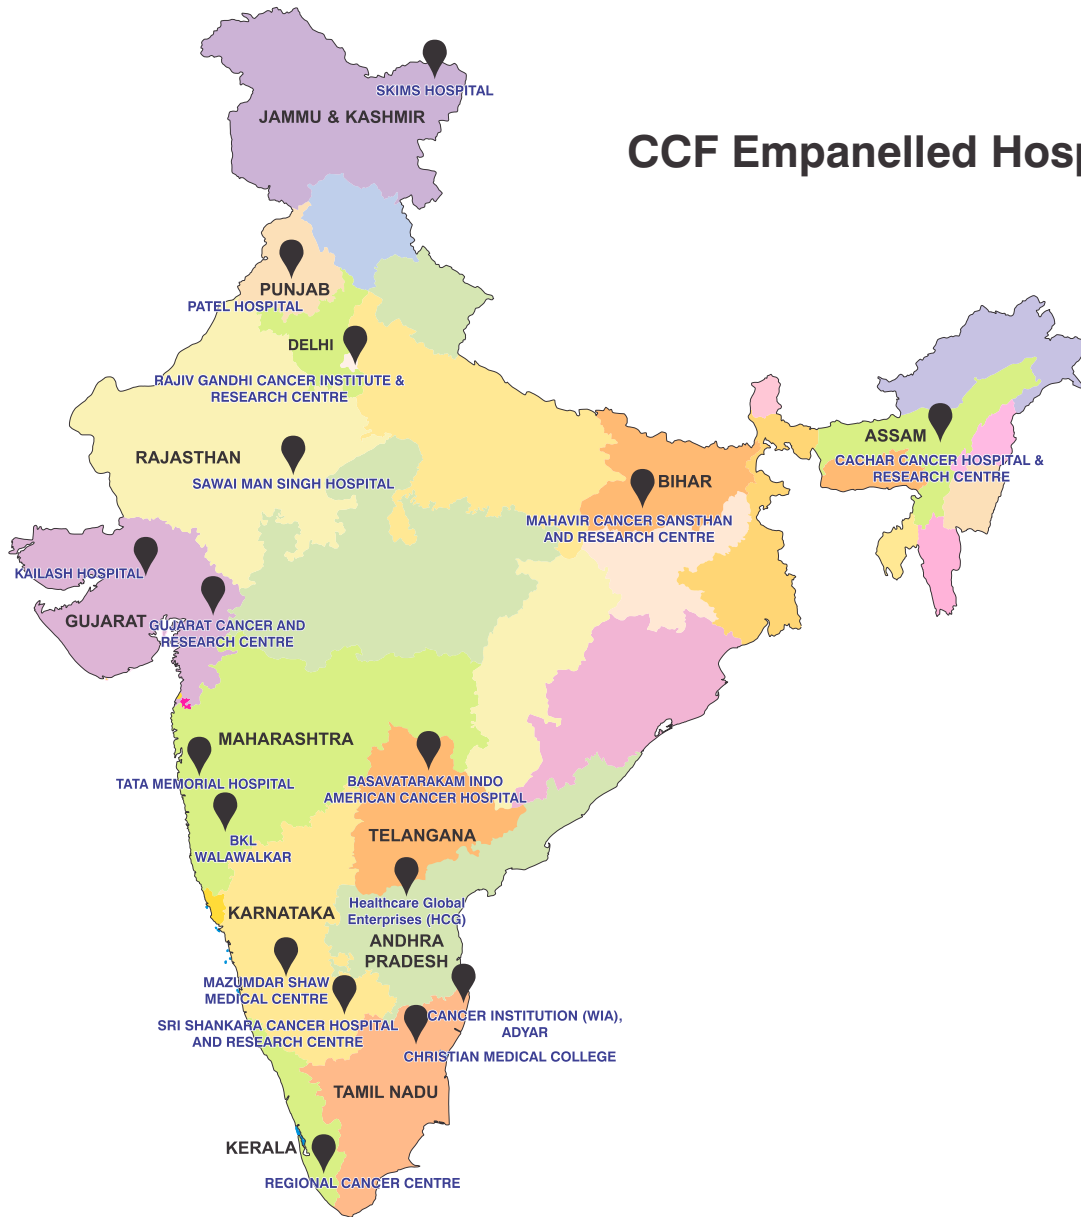 SKIMS HOSPITAL
JAMMU & KASHMIR
CCF Empanelled Hosp
PUNJAB
PATEL HOSPITAL
DELHI
RAJIV GANDHI CANCER INSTITUTE &
RESEARCH CENTRE
RAJASTHAN
SAWAI MAN SINGH HOSPITAL
ASSAM
CACHAR CANCER HOSPITAL &
RESEARCH CENTRE
BIHAR
MAHAVIR CANCER SANSTHAN
AND RESEARCH CENTRE
KAILASH HOSPITAL
GUJARAT
GUJARAT CANCER AND
RESEARCH CENTRE
MAHARASHTRA
TATA MEMORIAL HOSPITAL
BASAVATARAKAM INDO
AMERICAN CANCER HOSPITAL
BKL
WALAWALKAR
TELANGANA
Healthcare Global
Enterprises (HCG)
KARNATAKA
ANDHRA
PRADESH
MAZUMDAR SHAW
MEDICAL CENTRE
SRI SHANKARA CANCER HOSPITAL
AND RESEARCH CENTRE
CANCER INSTITUTION (WIA),
ADYAR
CHRISTIAN MEDICAL COLLEGE
TAMIL NADU
KERALA
REGIONAL CANCER CENTRE